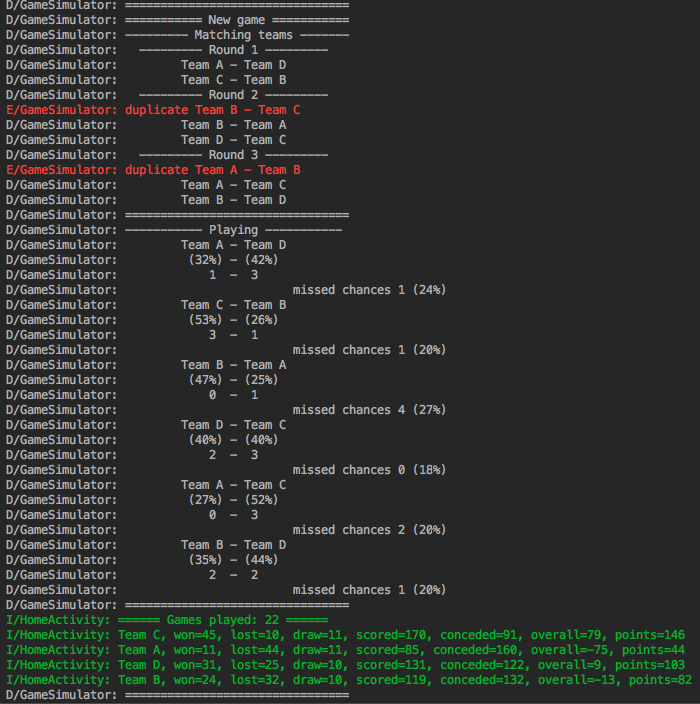 D/GameSimulator: ================================
D/GameSimulator: =========== New game ===========
D/GameSimulator: --------- Matching teams -------
D/GameSimulator:   --------- Round 1 ---------
D/GameSimulator:         Team A - Team D
D/GameSimulator:         Team C - Team B
D/GameSimulator:   --------- Round 2 ---------
E/GameSimulator: duplicate Team B - Team C
D/GameSimulator:         Team B - Team A
D/GameSimulator:         Team D - Team C
D/GameSimulator:   --------- Round 3 ---------
E/GameSimulator: duplicate Team A - Team B
D/GameSimulator:         Team A - Team C
D/GameSimulator:         Team B - Team D
D/GameSimulator: ================================
D/GameSimulator: ----------- Playing -----------
D/GameSimulator:         Team A - Team D
D/GameSimulator:          (32%) - (42%)
D/GameSimulator:             1  -  3
D/GameSimulator:                         missed chances 1 (24%)
D/GameSimulator:         Team C - Team B
D/GameSimulator:          (53%) - (26%)
D/GameSimulator:             3  -  1
D/GameSimulator:                         missed chances 1 (20%)
D/GameSimulator:         Team B - Team A
D/GameSimulator:          (47%) - (25%)
D/GameSimulator:             0  -  1
D/GameSimulator:                         missed chances 4 (27%)
D/GameSimulator:         Team D - Team C
D/GameSimulator:          (40%) - (40%)
D/GameSimulator:             2  -  3
D/GameSimulator:                         missed chances 0 (18%)
D/GameSimulator:         Team A - Team C
D/GameSimulator:          (27%) - (52%)
D/GameSimulator:             0  -  3
D/GameSimulator:                         missed chances 2 (20%)
D/GameSimulator:         Team B - Team D
D/GameSimulator:          (35%) - (44%)
D/GameSimulator:             2  -  2
D/GameSimulator:                         missed chances 1 (20%)
D/GameSimulator: ================================
I/HomeActivity: ====== Games played: 22 ======
I/HomeActivity: Team C, won=45, lost=10, draw=11, scored=170, conceded=91, overall=79, points=146
I/HomeActivity: Team A, won=11, lost=44, draw=11, scored=85, conceded=160, overall=-75, points=44
I/HomeActivity: Team D, won=31, lost=25, draw=10, scored=131, conceded=122, overall=9, points=103
I/HomeActivity: Team B, won=24, lost=32, draw=10, scored=119, conceded=132, overall=-13, points=82
D/GameSimulator: ================================